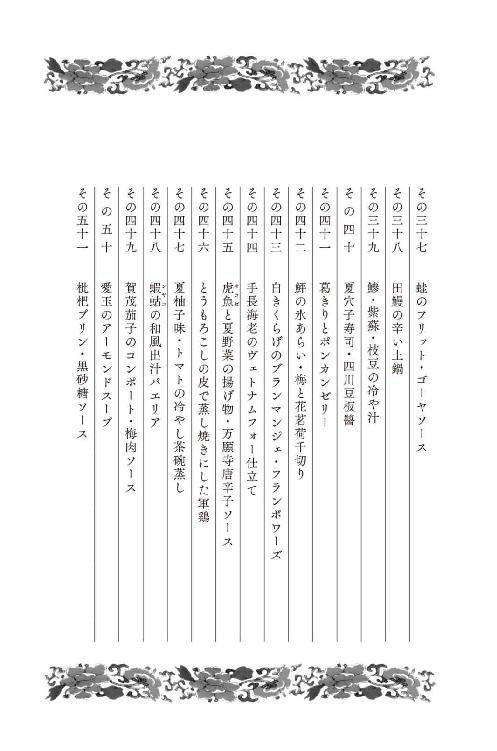 その三十七 蛙のフリット・ゴーヤソース
その三十八 田鰻の辛い土鍋
その三十九 鯵・紫蘇・枝豆の冷や汁
その四十 夏穴子寿司・四川豆板醬
その四十一 葛きりとポンカンゼリー
その四十二 鮃の氷あらい・梅と花茗荷千切り
その四十三 白きくらげのブランマンジェ・フランボワーズ
その四十四 手長海老のヴェトナムフォー仕立て
その四十五 虎魚と夏野菜の揚げ物・万願寺唐辛子ソース
その四十六 とうもろこしの皮で蒸し焼きにした軍鶏
その四十七 夏柚子味・トマトの冷やし茶碗蒸し
その四十八 蝦蛄の和風出汁パエリア
その四十九 賀茂茄子のコンポート・梅肉ソース
その五十 愛玉のアーモンドスープ
その五十一 枇杷プリン・黒砂糖ソース